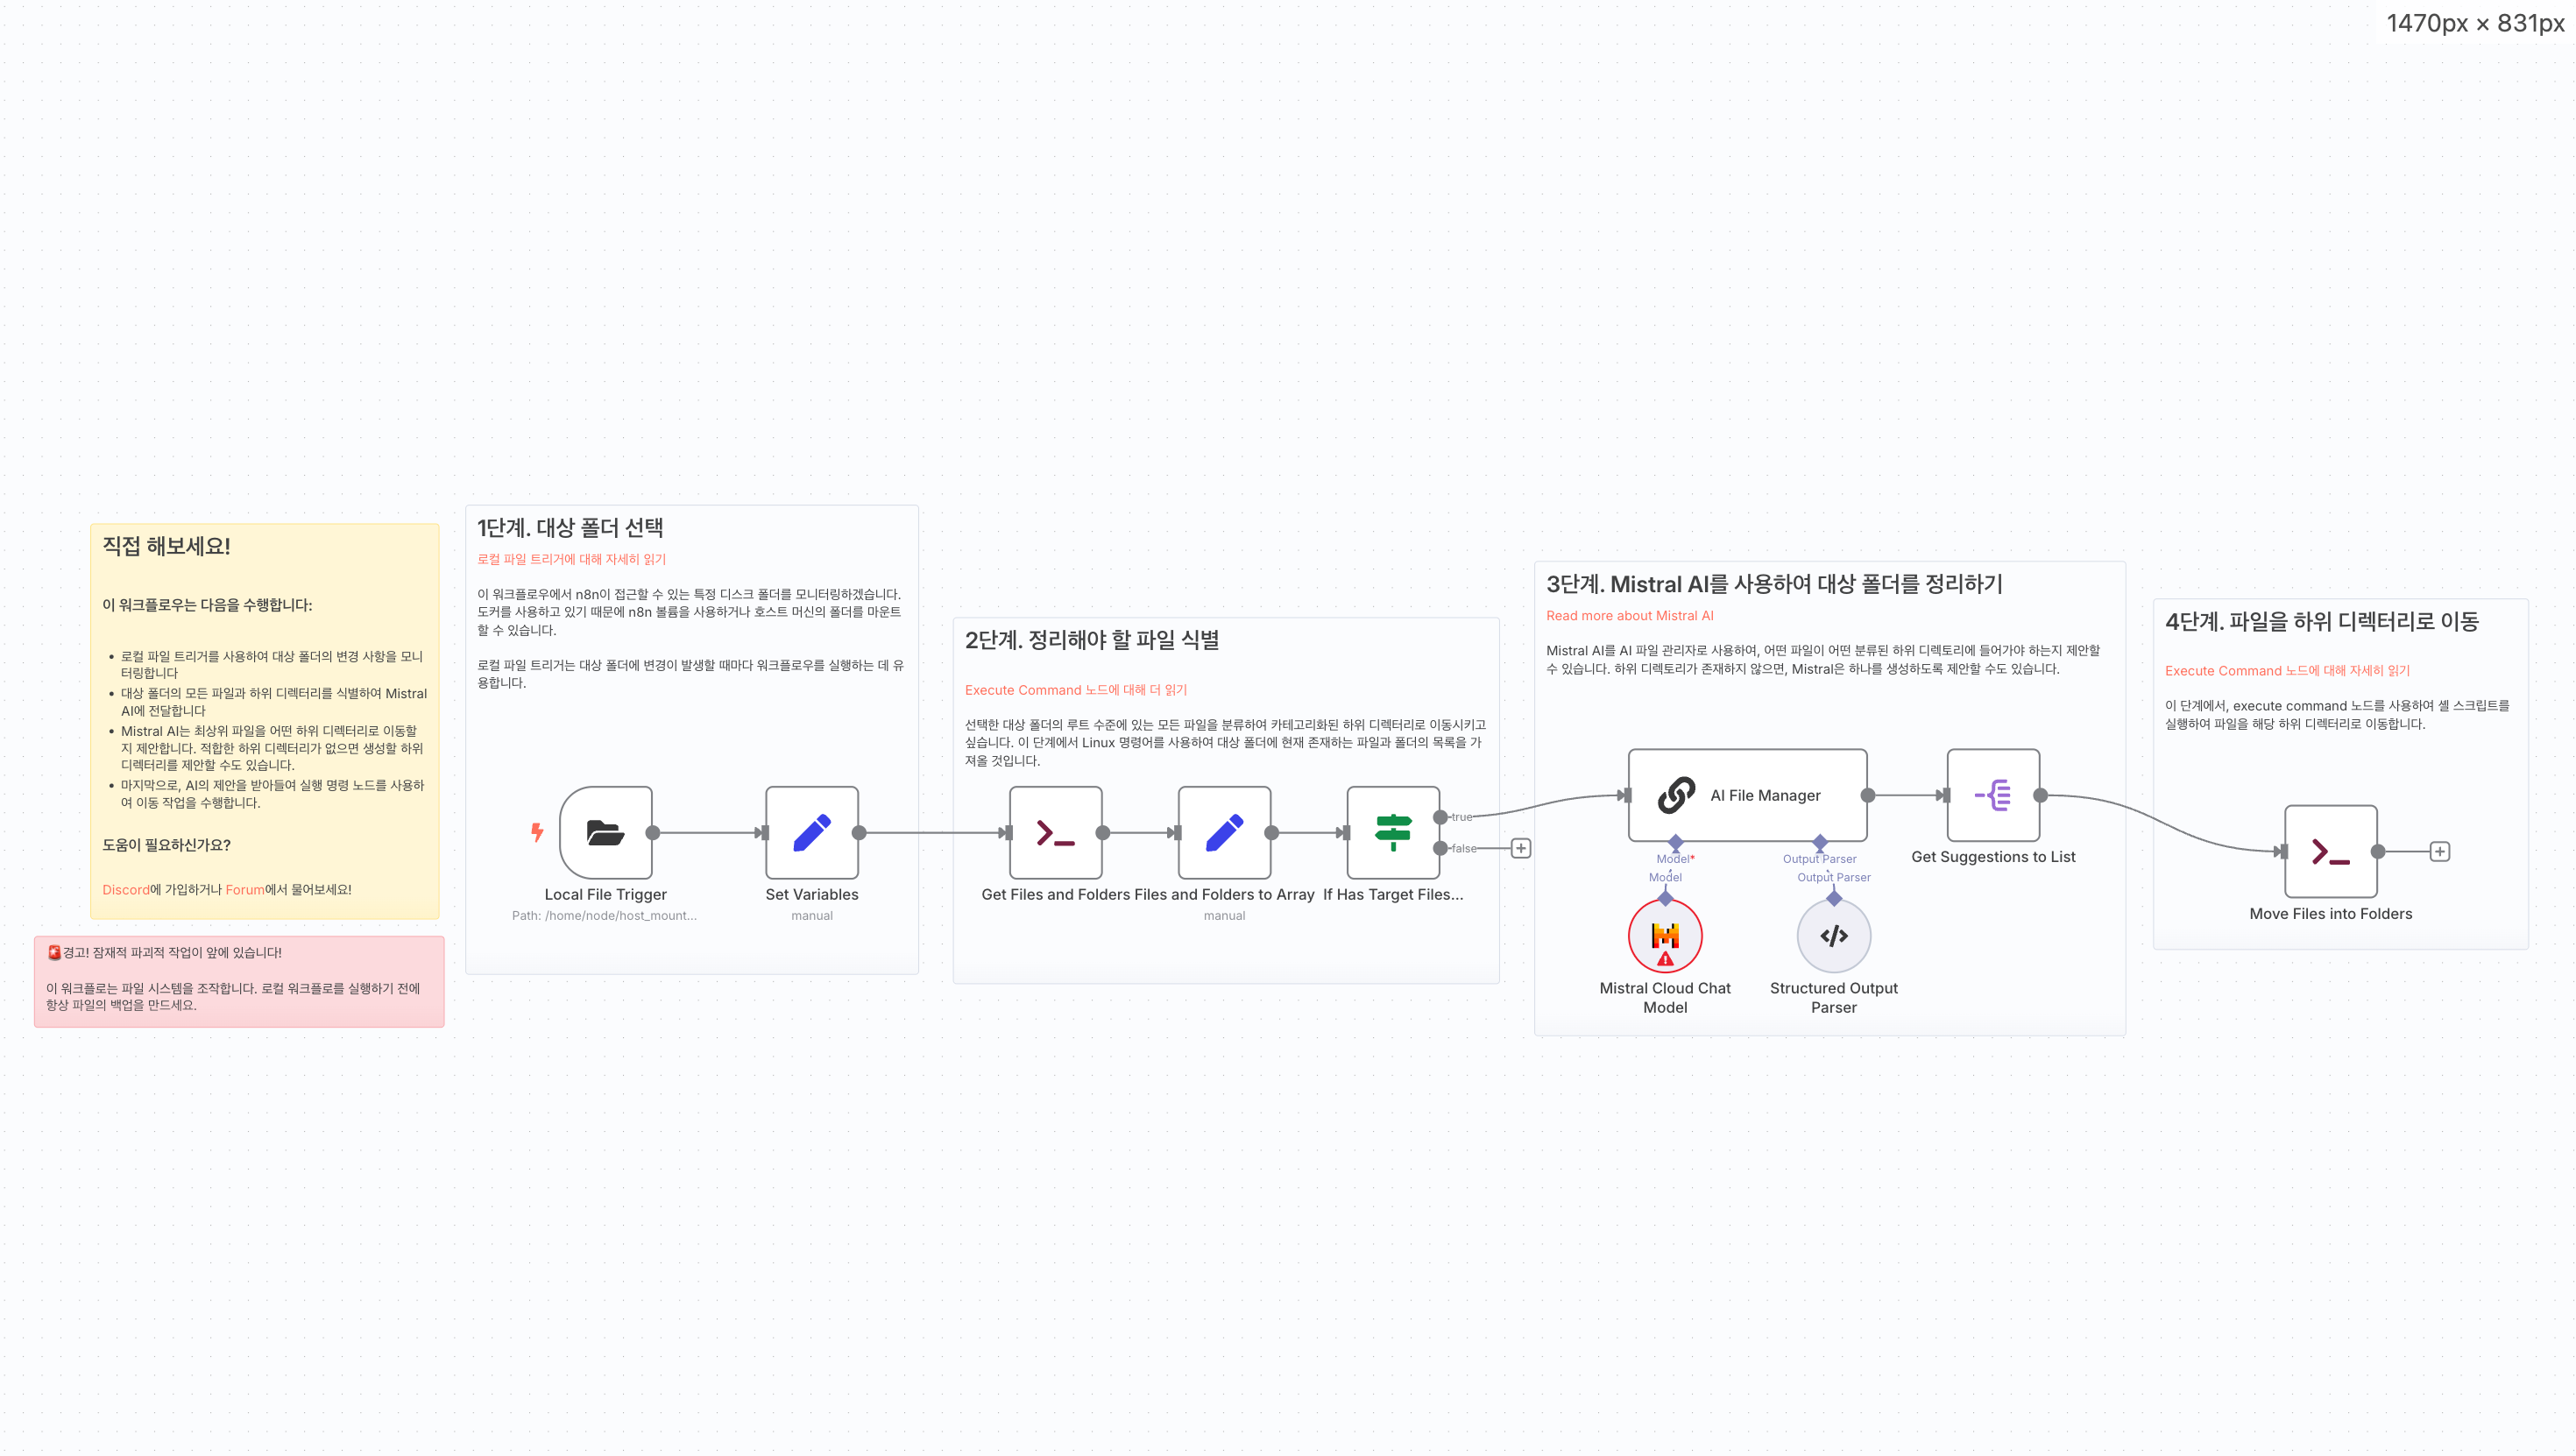 1470px × 831px
직접 해보세요!
이 워크플로우는 다음을 수행합니다:
• 로컬 파일 트리거를 사용하여 대상 폴더의 변경 사항을 모니
터링합니다
• 대상 폴더의 모든 파일과 하위 디렉터리를 식별하여 Mistral
AI에 전달합니다
• Mistral AI는 최상위 파일을 어떤 하위 디렉터리로 이동할
지 제안합니다. 적합한 하위 디렉터리가 없으면 생성할 하위
디렉터리를 제안할 수도 있습니다.
• 마지막으로, AI의 제안을 받아들여 실행 명령 노드를 사용하
여 이동 작업을 수행합니다.
도움이 필요하신가요?
Discord에 가입하거나 Forum에서 물어보세요!
🚨경고! 잠재적 파괴적 작업이 앞에 있습니다!
이 워크플로는 파일 시스템을 조작합니다. 로컬 워크플로를 실행하기 전에
항상 파일의 백업을 만드세요.
1단계. 대상 폴더 선택
로컬 파일 트리거에 대해 자세히 읽기
이 워크플로우에서 n8n이 접근할 수 있는 특정 디스크 폴더를 모니터링하겠습니다.
도커를 사용하고 있기 때문에 n8n 볼륨을 사용하거나 호스트 머신의 폴더를 마운트
할 수 있습니다.
로컬 파일 트리거는 대상 폴더에 변경이 발생할 때마다 워크플로우를 실행하는 데 유
용합니다.
Local File Trigger
Path: /home/node/host_mount...
Set Variables
manual
2단계. 정리해야 할 파일 식별
Execute Command 노드에 대해 더 읽기
선택한 대상 폴더의 루트 수준에 있는 모든 파일을 분류하여 카테고리화된 하위 디렉터리로 이동시키고
싶습니다. 이 단계에서 Linux 명령어를 사용하여 대상 폴더에 현재 존재하는 파일과 폴더의 목록을 가
져올 것입니다.
true
false
Get Files and Folders
Files and Folders to Array
manual
If Has Target Files...
3단계. Mistral AI를 사용하여 대상 폴더를 정리하기
Read more about Mistral AI
Mistral AI를 AI 파일 관리자로 사용하여, 어떤 파일이 어떤 분류된 하위 디렉토리에 들어가야 하는지 제안할
수 있습니다. 하위 디렉토리가 존재하지 않으면, Mistral은 하나를 생성하도록 제안할 수도 있습니다.
AI File Manager
Model*
Output Parser
Model
Output Parser
Get Suggestions to List
Mistral Cloud Chat
Model
Structured Output
Parser
4단계. 파일을 하위 디렉터리로 이동
Execute Command 노드에 대해 자세히 읽기
이 단계에서, execute command 노드를 사용하여 셸 스크립트를
실행하여 파일을 해당 하위 디렉터리로 이동합니다.
Move Files into Folders